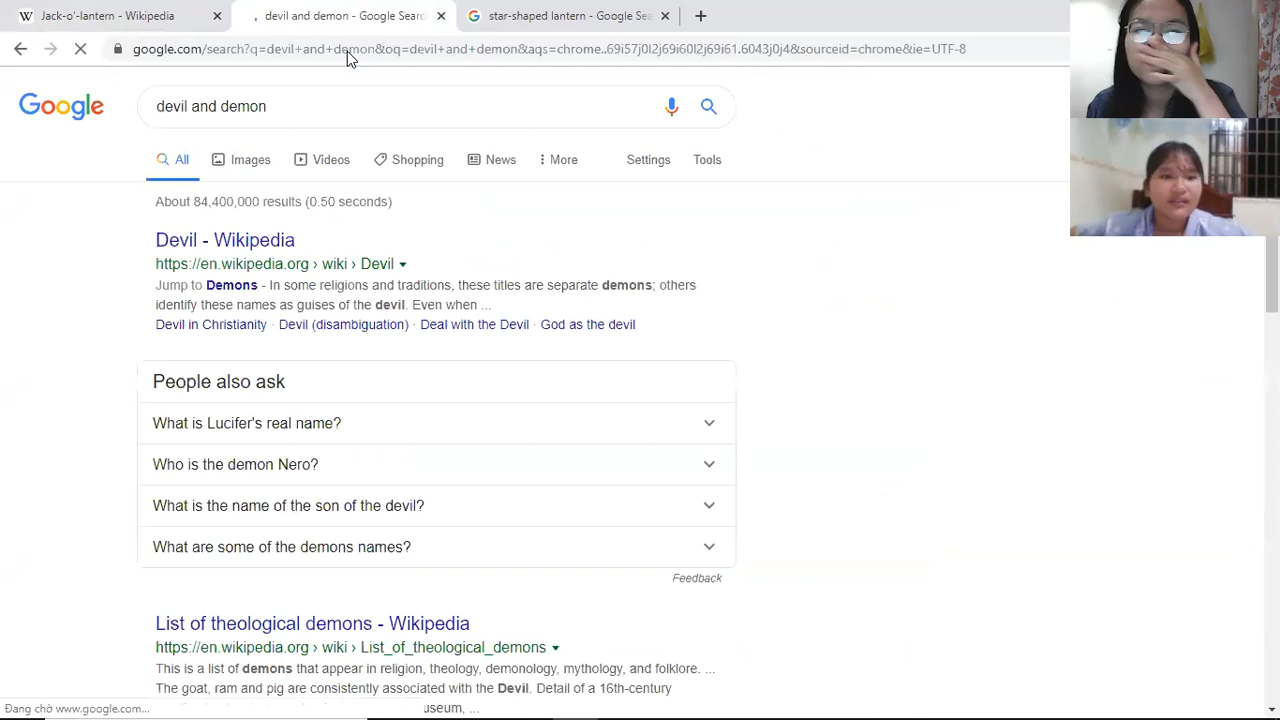 Jack-o'-lantern - Wikipedia
devil and demon - Google Searc
star-shaped lantern - Google Sea
google.com/search?q=devil+and+demon&oq=devil+and+demon&aqs=chrome..69i57j0l2j69i60l2j69i61.6043j0j4&sourceid=chrome&ie=UTF-8
Google
devil and demon
All
Images
Videos
Shopping
News
More
Settings
Tools
About 84,400,000 results (0.50 seconds)
Devil - Wikipedia
https://en.wikipedia.org › wiki › Devil
Jump to Demons - In some religions and traditions, these titles are separate demons; others
identify these names as guises of the devil. Even when ...
Devil in Christianity · Devil (disambiguation) · Deal with the Devil · God as the devil
People also ask
What is Lucifer's real name?
Who is the demon Nero?
What is the name of the son of the devil?
What are some of the demons names?
Feedback
List of theological demons - Wikipedia
https://en.wikipedia.org › wiki › List_of_theological_demons
This is a list of demons that appear in religion, theology, demonology, mythology, and folklore. ...
The goat, ram and pig are consistently associated with the Devil. Detail of a 16th-century
useum, ...
Đang chờ www.google.com...